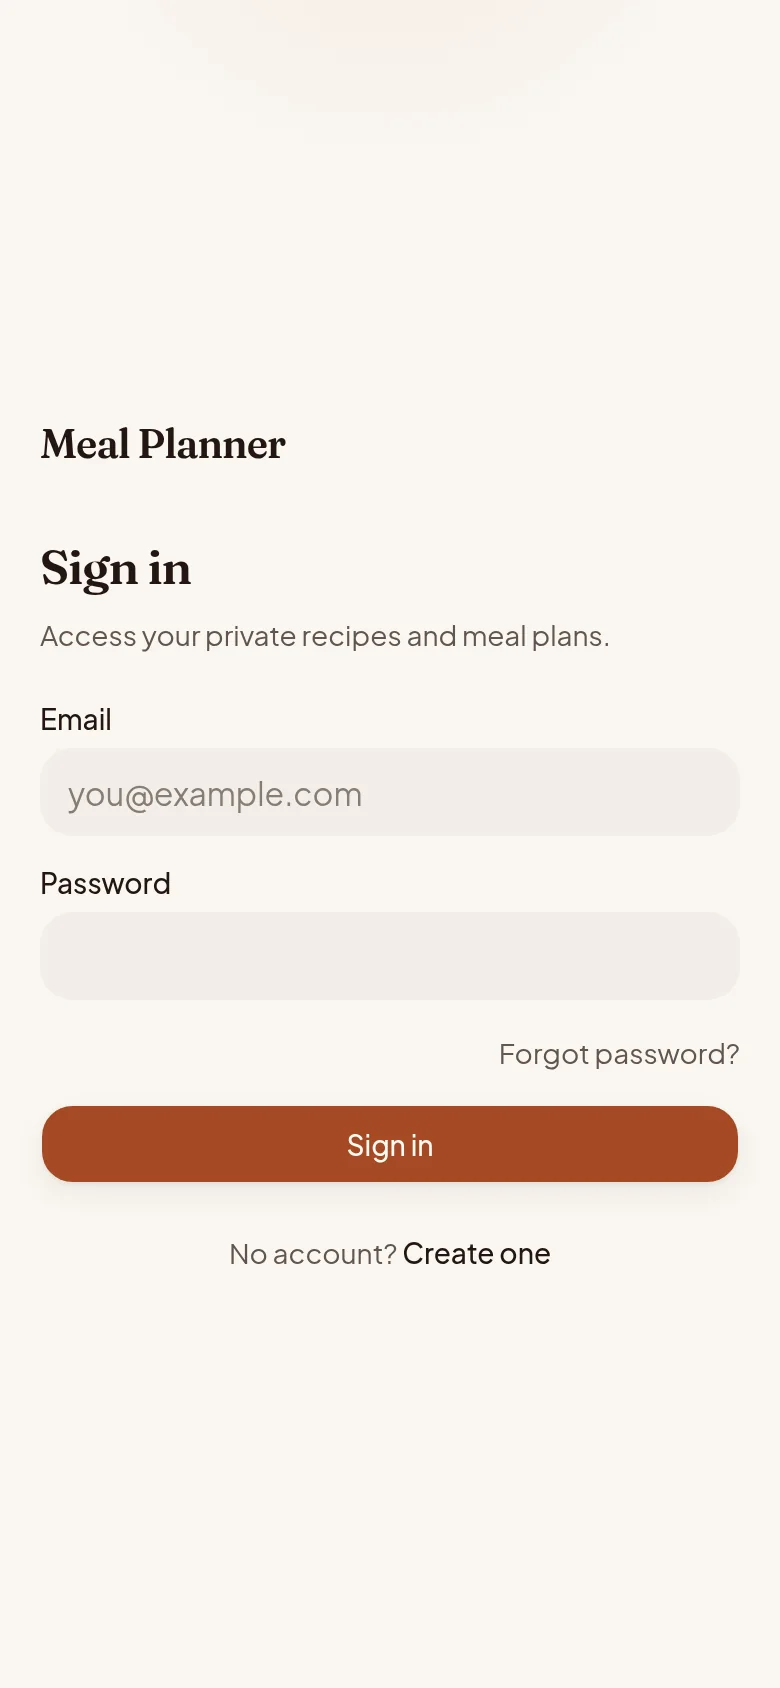 Meal Planner
Sign in
Access your private recipes and meal plans.
Email
you@example.com
Password
Forgot password?
Sign in
No account? Create one